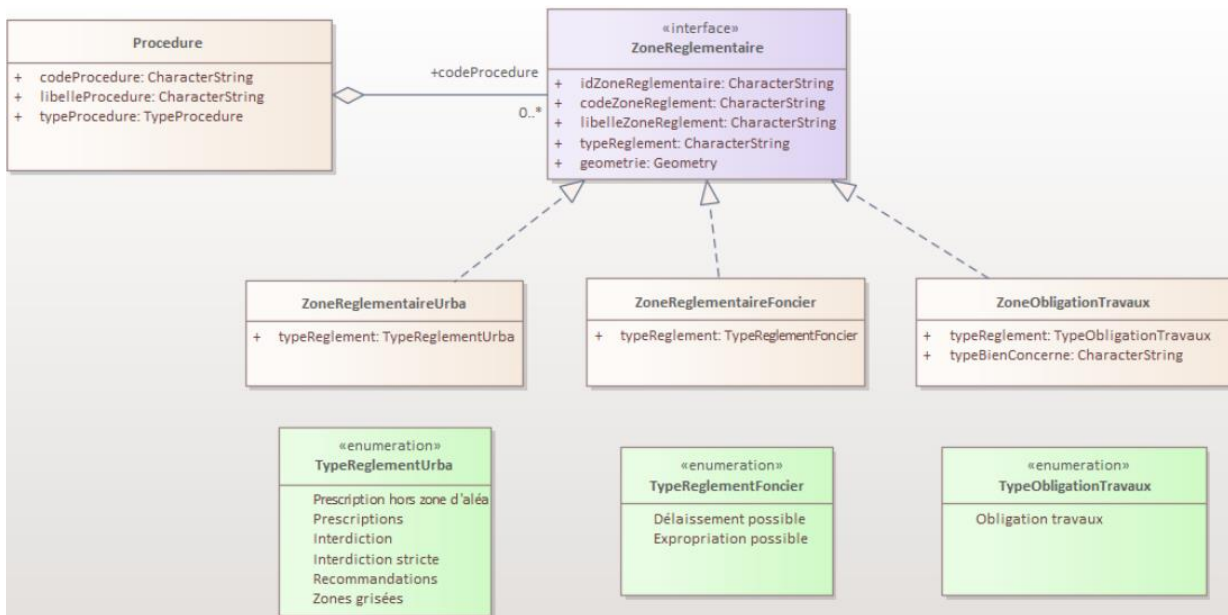 Procedure
+ codeProcedure: CharacterString
+ libelleProcedure: CharacterString
+ typeProcedure: TypeProcedure
+codeProcedure
0..*
«interface»
ZoneReglementaire
+ idZoneReglementaire: CharacterString
+ codeZoneReglement: CharacterString
+ libelleZoneReglement: CharacterString
+ typeReglement: CharacterString
+ geometrie: Geometry
ZoneReglementaireUrba
+ typeReglement: TypeReglementUrba
ZoneReglementaireFoncier
+ typeReglement: TypeReglementFoncier
ZoneObligationTravaux
+ typeReglement: TypeObligationTravaux
+ typeBienConcerne: CharacterString
«enumeration»
TypeReglementUrba
Prescription hors zone d'aléa
Prescriptions
Interdiction
Interdiction stricte
Recommandations
Zones grisées
«enumeration»
TypeReglementFoncier
Délaissement possible
Expropriation possible
«enumeration»
TypeObligationTravaux
Obligation travaux